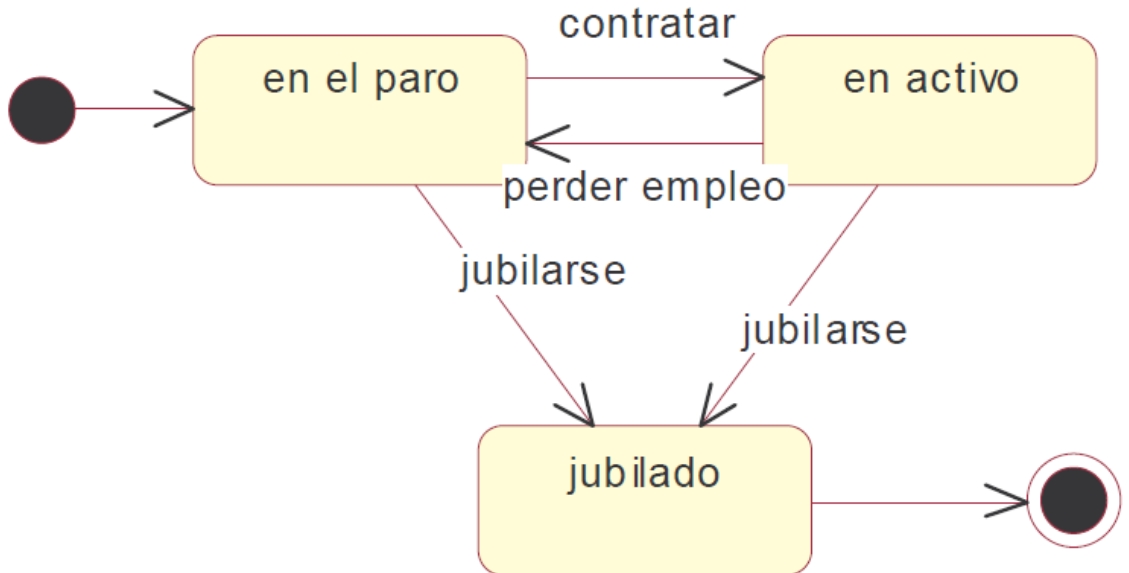 contratar
en el paro
en activo
perder empleo
jubilarse
jubilarse
jubilado